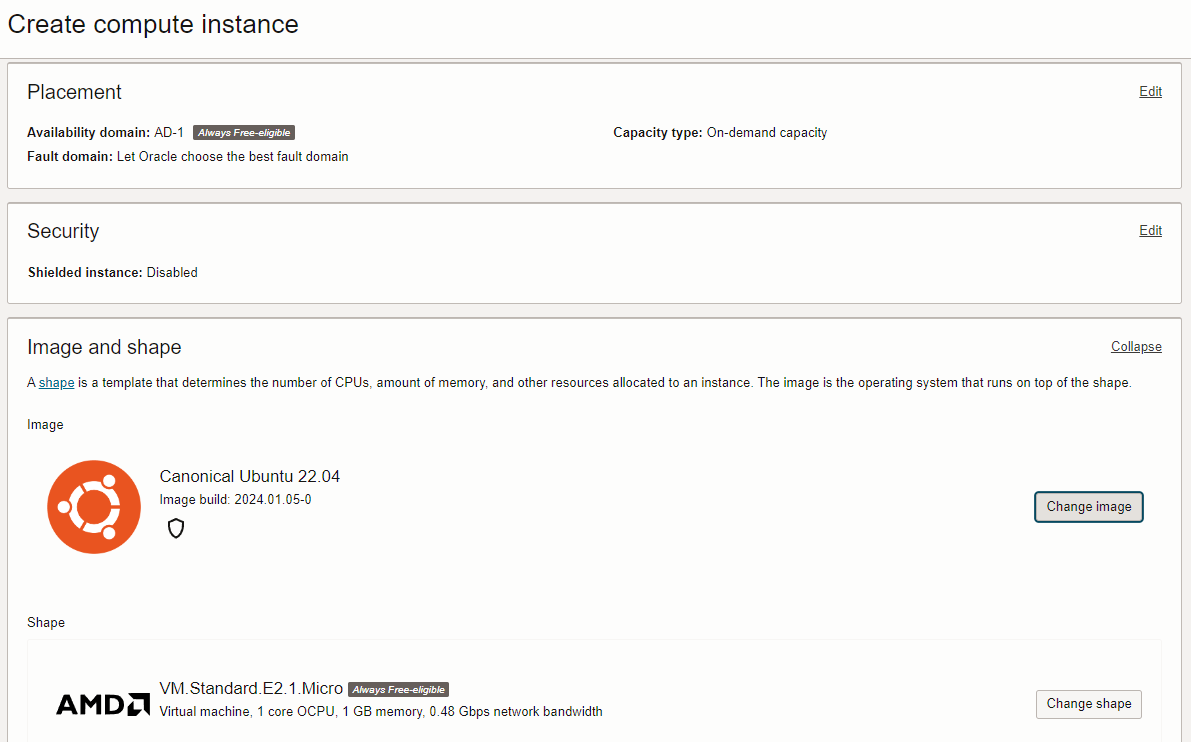 Create compute instance
Placement
Edit
Availability domain: AD-1 Always Free-eligible
Capacity type: On-demand capacity
Fault domain: Let Oracle choose the best fault domain
Security
Edit
Shielded instance: Disabled
Image and shape
Collapse
A shape is a template that determines the number of CPUs, amount of memory, and other resources allocated to an instance. The image is the operating system that runs on top of the shape.
Image
Canonical Ubuntu 22.04
Image build: 2024.01.05-0
Change image
Shape
AMD
VM.Standard.E2.1.Micro Always Free-eligible
Virtual machine, 1 core OCPU, 1 GB memory, 0.48 Gbps network bandwidth
Change shape